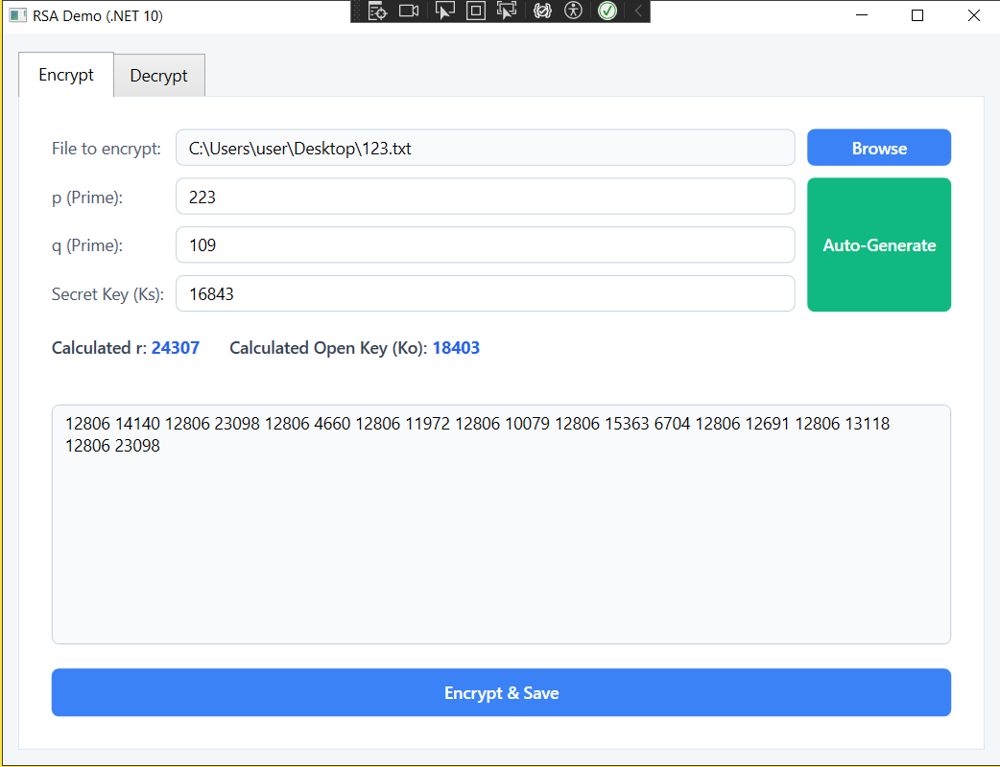 RSA Demo (.NET 10)
Encrypt
Decrypt
File to encrypt:
C:\Users\user\Desktop\123.txt
Browse
p (Prime):
223
q (Prime):
109
Auto-Generate
Secret Key (Ks):
16843
Calculated r: 24307
Calculated Open Key (Ko): 18403
12806 14140 12806 23098 12806 4660 12806 11972 12806 10079 12806 15363 6704 12806 12691 12806 13118
12806 23098
Encrypt & Save